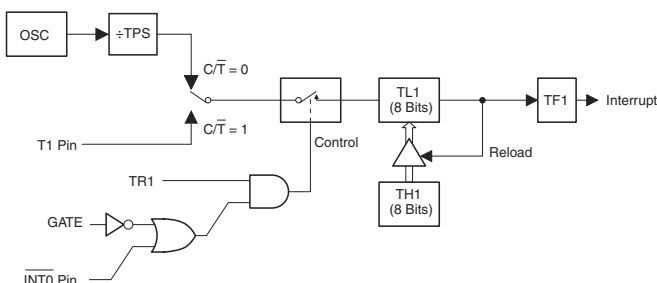 OSC
÷TPS
C/T̅ = 0
TL1
(8 Bits)
TF1
Interrupt
C/T̅ = 1
T1 Pin
Control
Reload
TR1
TH1
(8 Bits)
GATE
I̅N̅T̅0̅ Pin